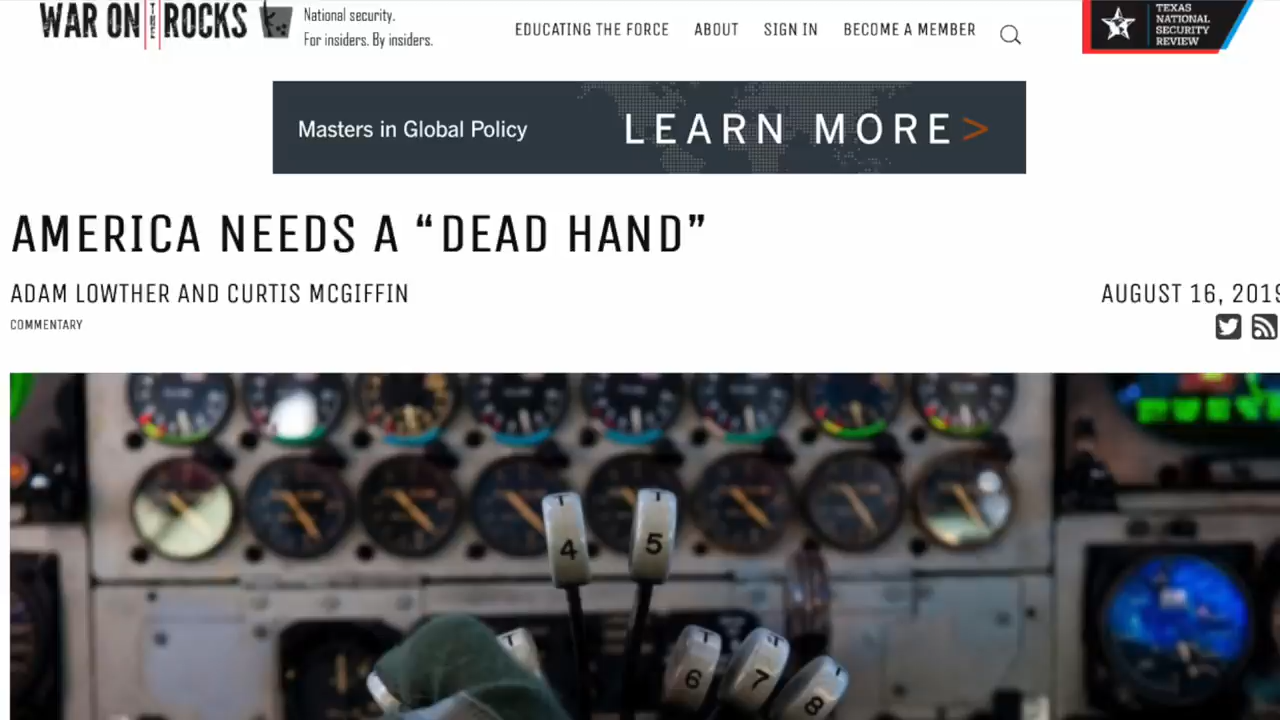 WAR ON THE ROCKS
National security.
For insiders. By insiders.
EDUCATING THE FORCE
ABOUT
SIGN IN
BECOME A MEMBER
TEXAS
NATIONAL
SECURITY
REVIEW
Masters in Global Policy
LEARN MORE >
AMERICA NEEDS A “DEAD HAND”
ADAM LOWTHER AND CURTIS MCGIFFIN
AUGUST 16, 2019
COMMENTARY
T
4
T
5
T
T
6
T
7
T
8